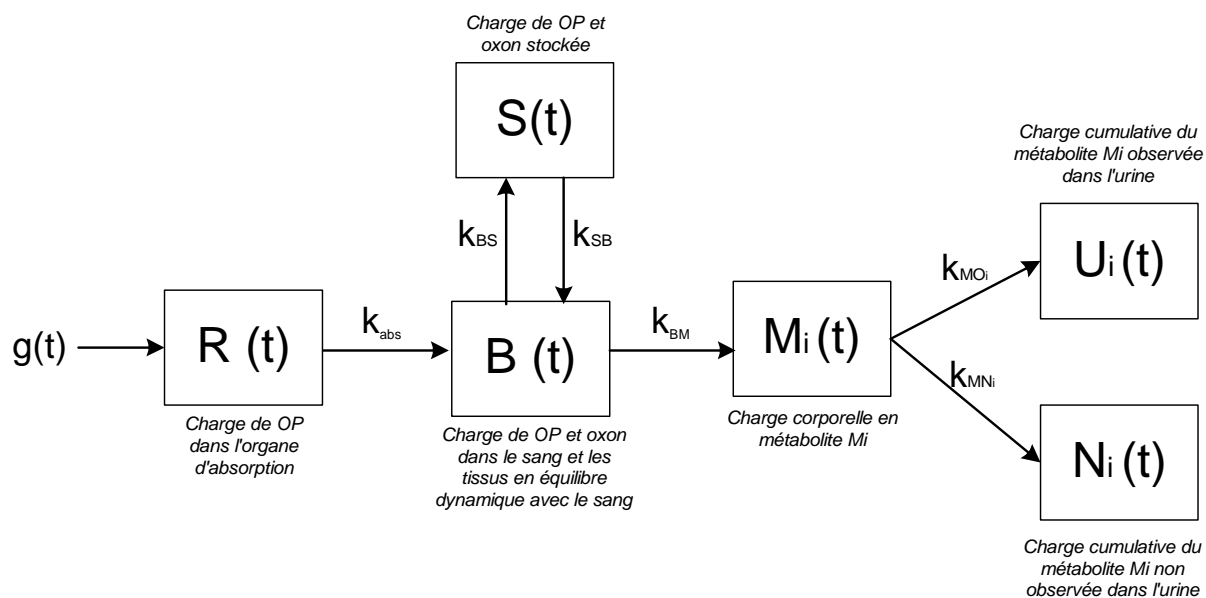 Charge de OP et
oxon stockée
S(t)
kBS
kSB
g(t)
R (t)
Charge de OP
dans l'organe
d'absorption
kabs
B (t)
Charge de OP et oxon
dans le sang et les
tissus en équilibre
dynamique avec le sang
kBM
Mi (t)
Charge corporelle en
métabolite Mi
kMOi
kMNi
Charge cumulative du
métabolite Mi observée
dans l'urine
Ui (t)
Ni (t)
Charge cumulative du
métabolite Mi non
observée dans l'urine